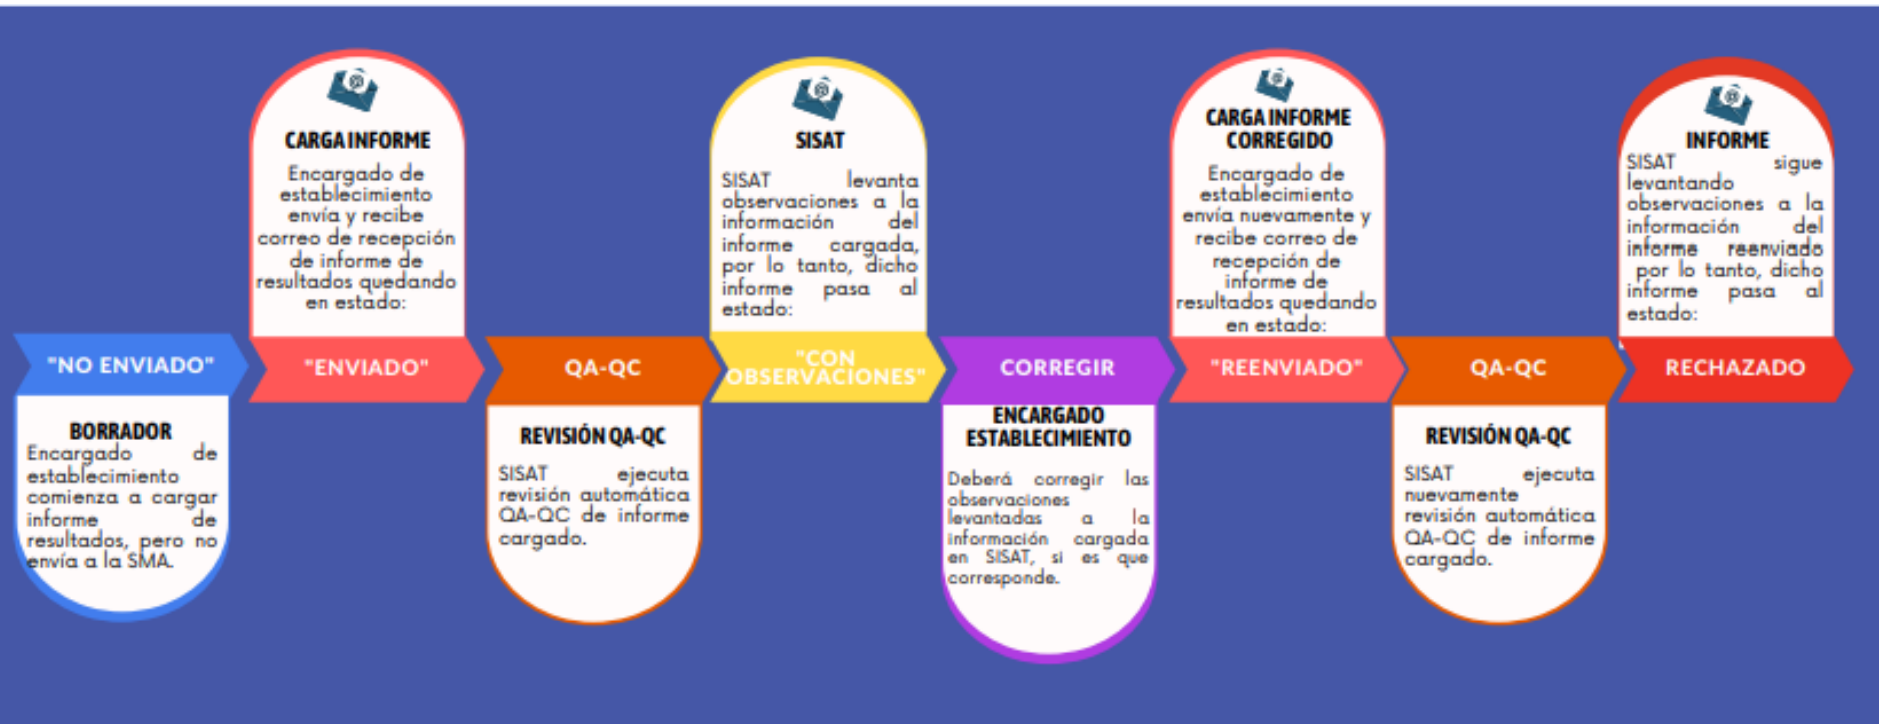 CARGA INFORME
Encargado de
establecimiento
envía y recibe
correo de recepción
de informe de
resultados quedando
en estado:
SISAT
SISAT levanta
observaciones a la
información del
informe cargada,
por lo tanto, dicho
informe pasa al
estado:
CARGA INFORME
CORREGIDO
Encargado de
establecimiento
envía nuevamente y
recibe correo de
recepción de
informe de
resultados quedando
en estado:
INFORME
SISAT sigue
levantando
observaciones a la
información del
informe reenviado
por lo tanto, dicho
informe pasa al
estado:
"NO ENVIADO"
"ENVIADO"
QA-QC
"CON
OBSERVACIONES"
CORREGIR
"REENVIADO"
QA-QC
RECHAZADO
BORRADOR
Encargado de
establecimiento
comienza a cargar
informe de
resultados, pero no
envía a la SMA.
REVISIÓN QA-QC
SISAT ejecuta
revisión automática
QA-QC de informe
cargado.
ENCARGADO
ESTABLECIMIENTO
Deberá corregir las
observaciones
levantadas a la
información cargada
en SISAT, si es que
corresponde.
REVISIÓN QA-QC
SISAT ejecuta
nuevamente
revisión automática
QA-QC de informe
cargado.